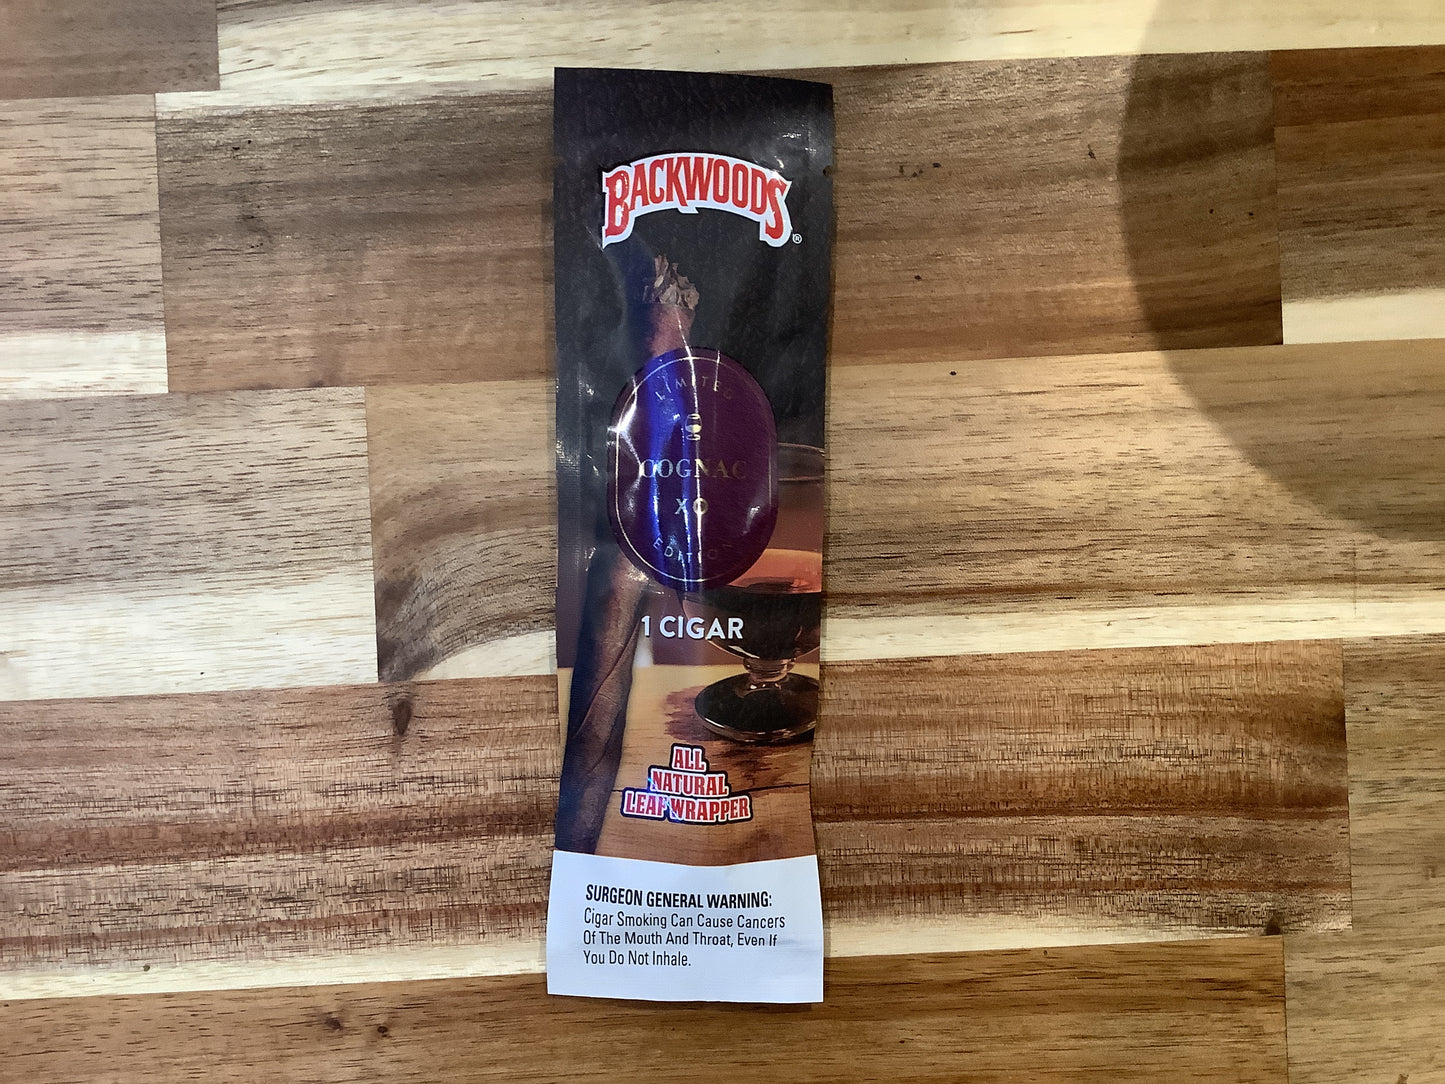 BACKWOODS®
LIMITED
COGNAC
XO
EDITION
1 CIGAR
ALL
NATURAL
LEAF WRAPPER
SURGEON GENERAL WARNING:
Cigar Smoking Can Cause Cancers
Of The Mouth And Throat, Even If
You Do Not Inhale.